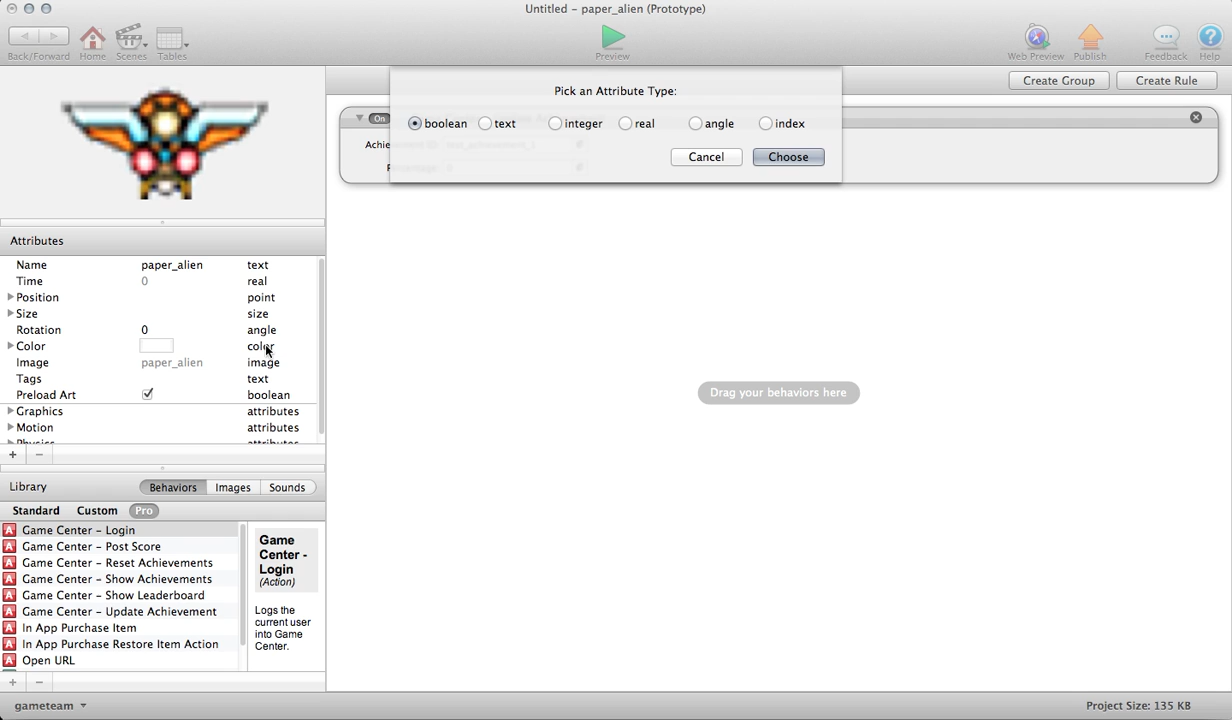 Untitled – paper_alien (Prototype)
Back/Forward Home Scenes Tables Preview Web Preview Publish Feedback Help
Create Group Create Rule
Pick an Attribute Type:
boolean text integer real angle index
Cancel Choose
On
Achie
Drag your behaviors here
Attributes
Name paper_alien text
Time 0 real
Position point
Size size
Rotation 0 angle
Color color
Image paper_alien image
Tags text
Preload Art boolean
Graphics attributes
Motion attributes
Physics attributes
Library Behaviors Images Sounds
Standard Custom Pro
Game Center – Login
Game Center – Post Score
Game Center – Reset Achievements
Game Center – Show Achievements
Game Center – Show Leaderboard
Game Center – Update Achievement
In App Purchase Item
In App Purchase Restore Item Action
Open URL
Game
Center -
Login
(Action)
Logs the
current user
into Game
Center.
gameteam Project Size: 135 KB